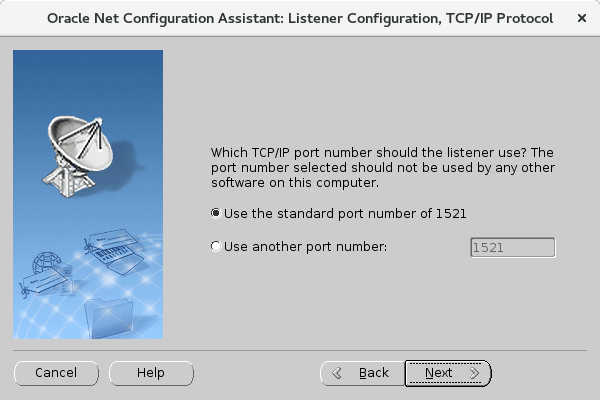 Oracle Net Configuration Assistant: Listener Configuration, TCP/IP Protocol ×
Which TCP/IP port number should the listener use? The
port number selected should not be used by any other
software on this computer.
Use the standard port number of 1521
Use another port number: 1521
Cancel Help Back Next